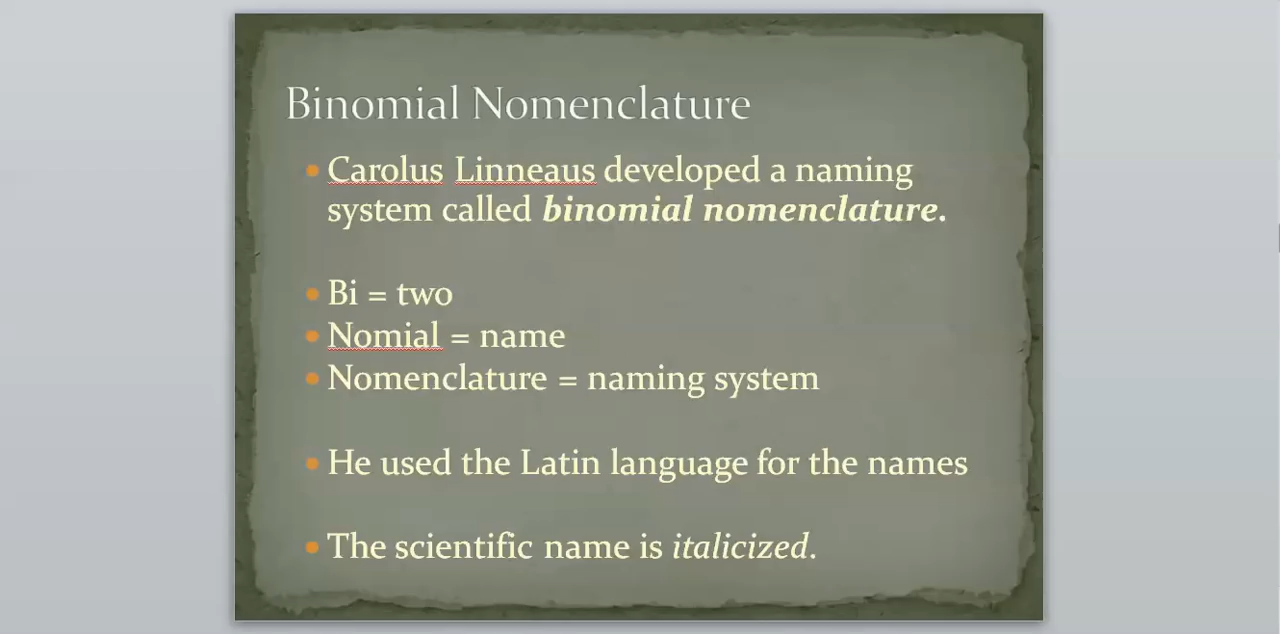 Binomial Nomenclature
• Carolus Linneaus developed a naming
system called binomial nomenclature.
• Bi = two
• Nomial = name
• Nomenclature = naming system
• He used the Latin language for the names
• The scientific name is italicized.